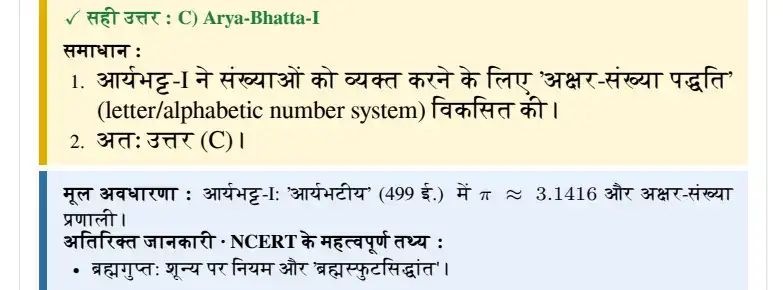 ✓ सही उत्तर : C) Arya-Bhatta-I
समाधान :
1. आर्यभट्ट-I ने संख्याओं को व्यक्त करने के लिए 'अक्षर-संख्या पद्धति'
(letter/alphabetic number system) विकसित की।
2. अतः उत्तर (C)।
मूल अवधारणा : आर्यभट्ट-I: 'आर्यभटीय' (499 ई.) में π ≈ 3.1416 और अक्षर-संख्या
प्रणाली।
अतिरिक्त जानकारी · NCERT के महत्वपूर्ण तथ्य :
• ब्रह्मगुप्त: शून्य पर नियम और 'ब्रह्मस्फुटसिद्धांत'।